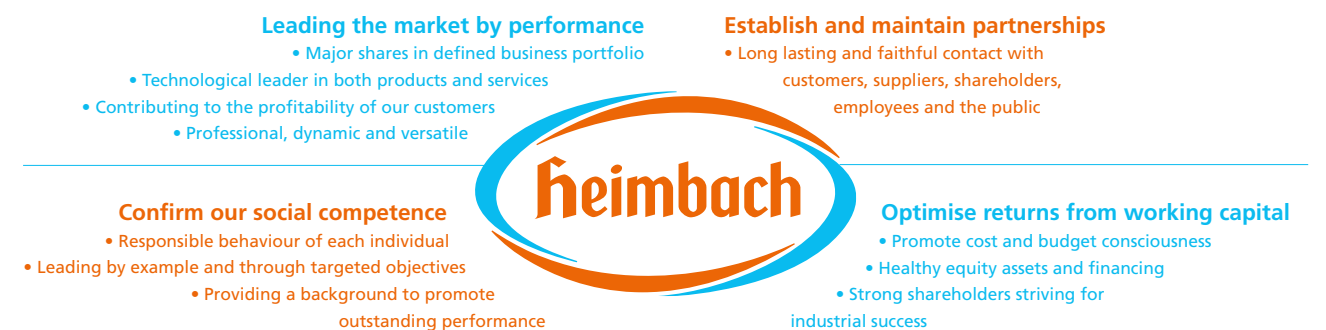 Leading the market by performance
• Major shares in defined business portfolio
• Technological leader in both products and services
• Contributing to the profitability of our customers
• Professional, dynamic and versatile
Establish and maintain partnerships
• Long lasting and faithful contact with
customers, suppliers, shareholders,
employees and the public
heimbach
Confirm our social competence
• Responsible behaviour of each individual
• Leading by example and through targeted objectives
• Providing a background to promote
outstanding performance
Optimise returns from working capital
• Promote cost and budget consciousness
• Healthy equity assets and financing
• Strong shareholders striving for
industrial success